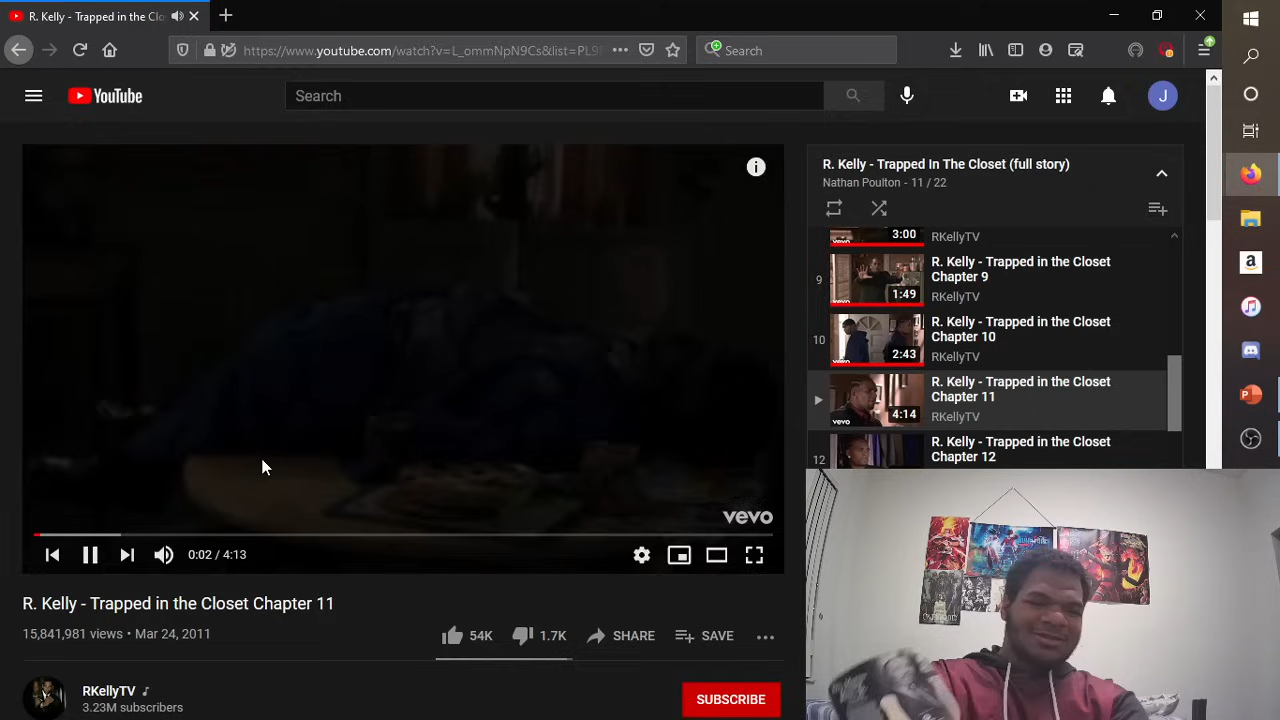 R. Kelly - Trapped in the Clo
https://www.youtube.com/watch?v=L_ommNpN9Cs&list=PL9
Search
YouTube
Search
J
vevo
0:02 / 4:13
R. Kelly - Trapped in the Closet Chapter 11
15,841,981 views • Mar 24, 2011
54K
1.7K
SHARE
SAVE
RKellyTV
3.23M subscribers
SUBSCRIBE
R. Kelly - Trapped In The Closet (full story)
Nathan Poulton - 11 / 22
3:00
RKellyTV
9
1:49
R. Kelly - Trapped in the Closet
Chapter 9
RKellyTV
10
2:43
R. Kelly - Trapped in the Closet
Chapter 10
RKellyTV
vevo
4:14
R. Kelly - Trapped in the Closet
Chapter 11
RKellyTV
12
R. Kelly - Trapped in the Closet
Chapter 12